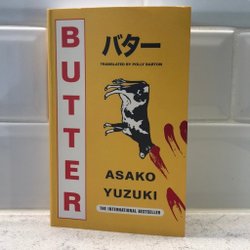 BUTTER
バター
TRANSLATED BY POLLY BARTON
ASAKO
YUZUKI
THE INTERNATIONAL BESTSELLER